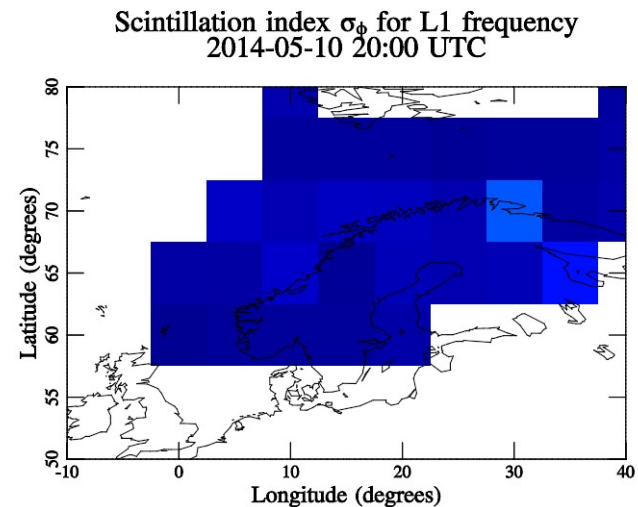 Scintillation index σϕ for L1 frequency
2014-05-10 20:00 UTC
80
75
70
65
60
55
50
Latitude (degrees)
-10 0 10 20 30 40
Longitude (degrees)